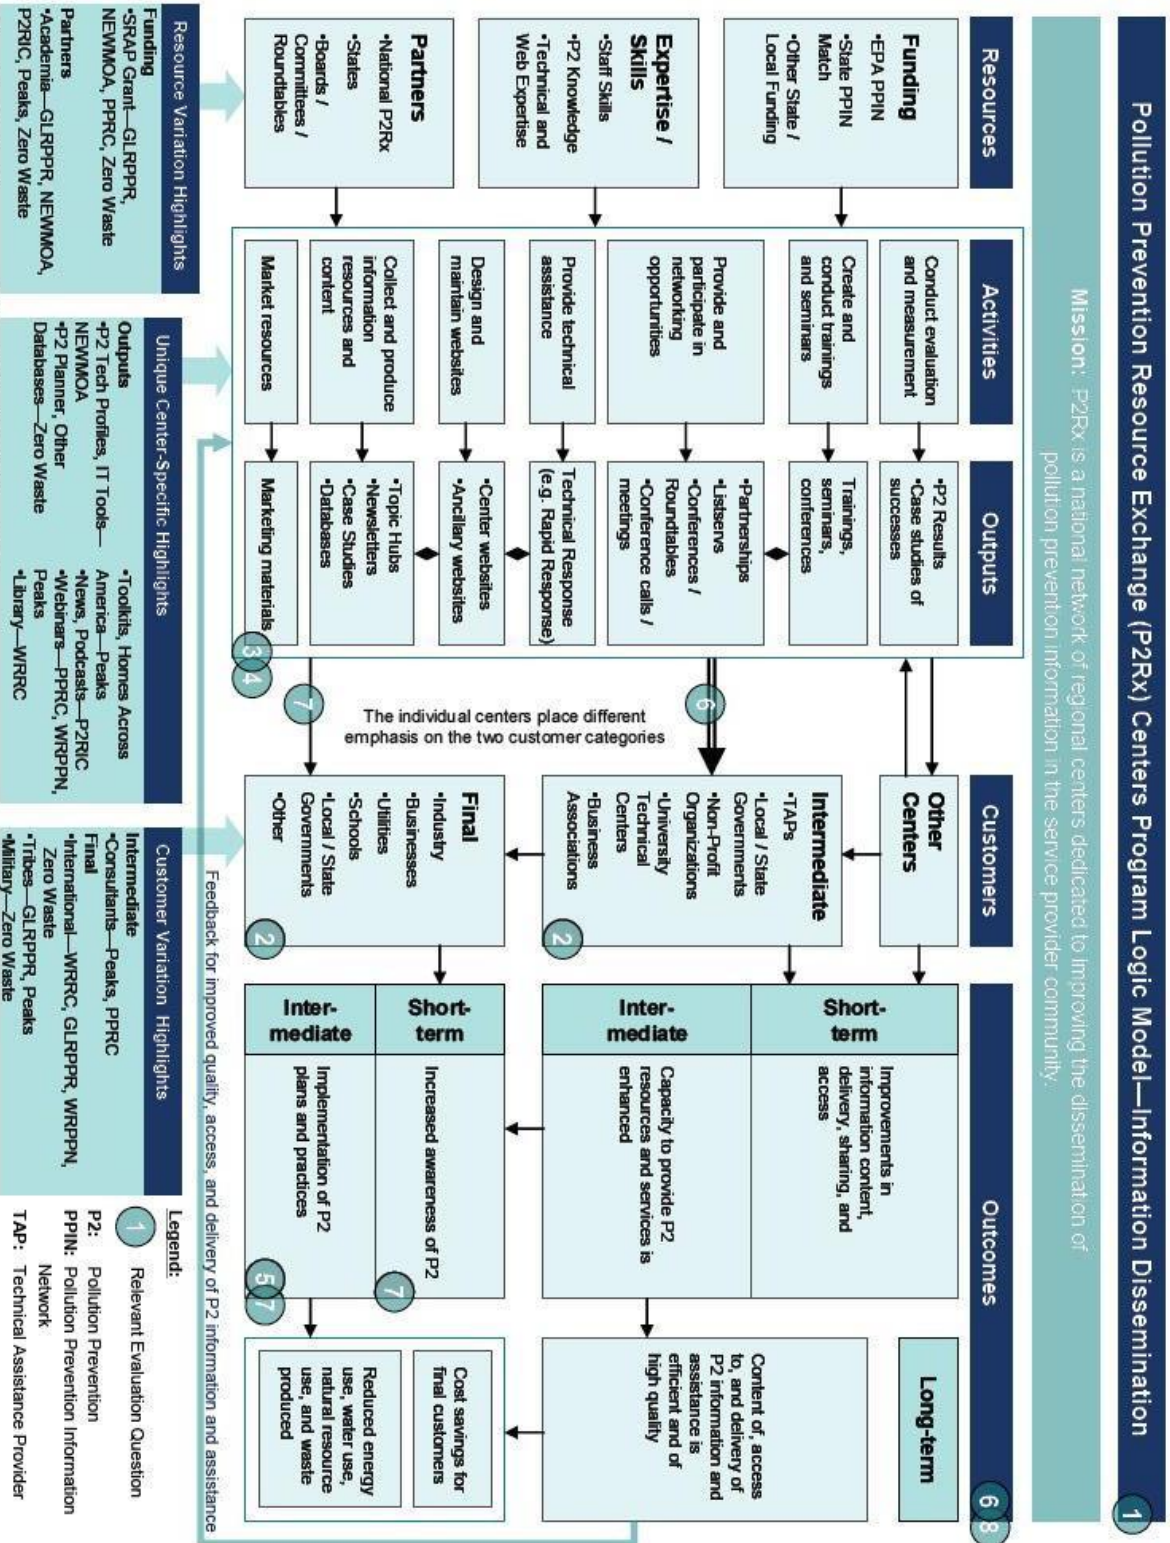 Pollution Prevention Resource Exchange (P2Rx) Centers Program Logic Model—Information Dissemination
1
Mission: P2Rx is a national network of regional centers dedicated to improving the dissemination of
pollution prevention information in the service provider community.
Resources
Funding
•EPA PPIN
•State PPIN
Match
•Other State /
Local Funding
Expertise /
Skills
•Staff Skills
•P2 Knowledge
•Technical and
Web Expertise
Partners
•National P2Rx
•States
•Boards /
Committees /
Roundtables
Activities
Conduct evaluation
and measurement
Create and
conduct trainings
and seminars
Provide and
participate in
networking
opportunities
Provide technical
assistance
Design and
maintain websites
Collect and produce
information
resources and
content
Market resources
Outputs
•P2 Results
•Case studies of
successes
Trainings,
seminars,
conferences
•Partnerships
•Listservs
•Conferences /
Roundtables
•Conference calls /
meetings
Technical Response
(e.g. Rapid Response)
•Center websites
•Ancillary websites
•Topic Hubs
•Newsletters
•Case Studies
•Databases
Marketing materials
3
4
6
The individual centers place different
emphasis on the two customer categories
7
Customers
Other
Centers
Intermediate
•TAPs
•Local / State
Governments
•Non-Profit
Organizations
•University
Technical
Centers
•Business
Associations
2
Final
•Industry
•Businesses
•Utilities
•Schools
•Local / State
Governments
•Other
2
Outcomes
6
8
Short-
term
Improvements in
information content,
delivery, sharing, and
access
Inter-
mediate
Capacity to provide P2
resources and services is
enhanced
Short-
term
Increased awareness of P2
7
Inter-
mediate
Implementation of P2
plans and practices
5
7
Long-term
Content of, access
to, and delivery of
P2 information and
assistance is
efficient and of
high quality
Cost savings for
final customers
Reduced energy
use, water use,
natural resource
use, and waste
produced
Feedback for improved quality, access, and delivery of P2 information and assistance
Resource Variation Highlights
Funding
•SRAP Grant—GLRPPR,
NEWMOA, PPRC, Zero Waste
Partners
•Academia—GLRPPR, NEWMOA,
P2RIC, Peaks, Zero Waste
Unique Center-Specific Highlights
Outputs
•P2 Tech Profiles, IT Tools—
NEWMOA
•P2 Planner, Other
Databases—Zero Waste
•Toolkits, Homes Across
America—Peaks
•News, Podcasts—P2RIC
•Webinars—PPRC, WRPPN,
Peaks
•Library—WRRC
Customer Variation Highlights
Intermediate
•Consultants—Peaks, PPRC
Final
•International—WRRC, GLRPPR, WRPPN,
Zero Waste
•Tribes—GLRPPR, Peaks
•Military—Zero Waste
Legend:
1 Relevant Evaluation Question
P2: Pollution Prevention
PPIN: Pollution Prevention Information
Network
TAP: Technical Assistance Provider